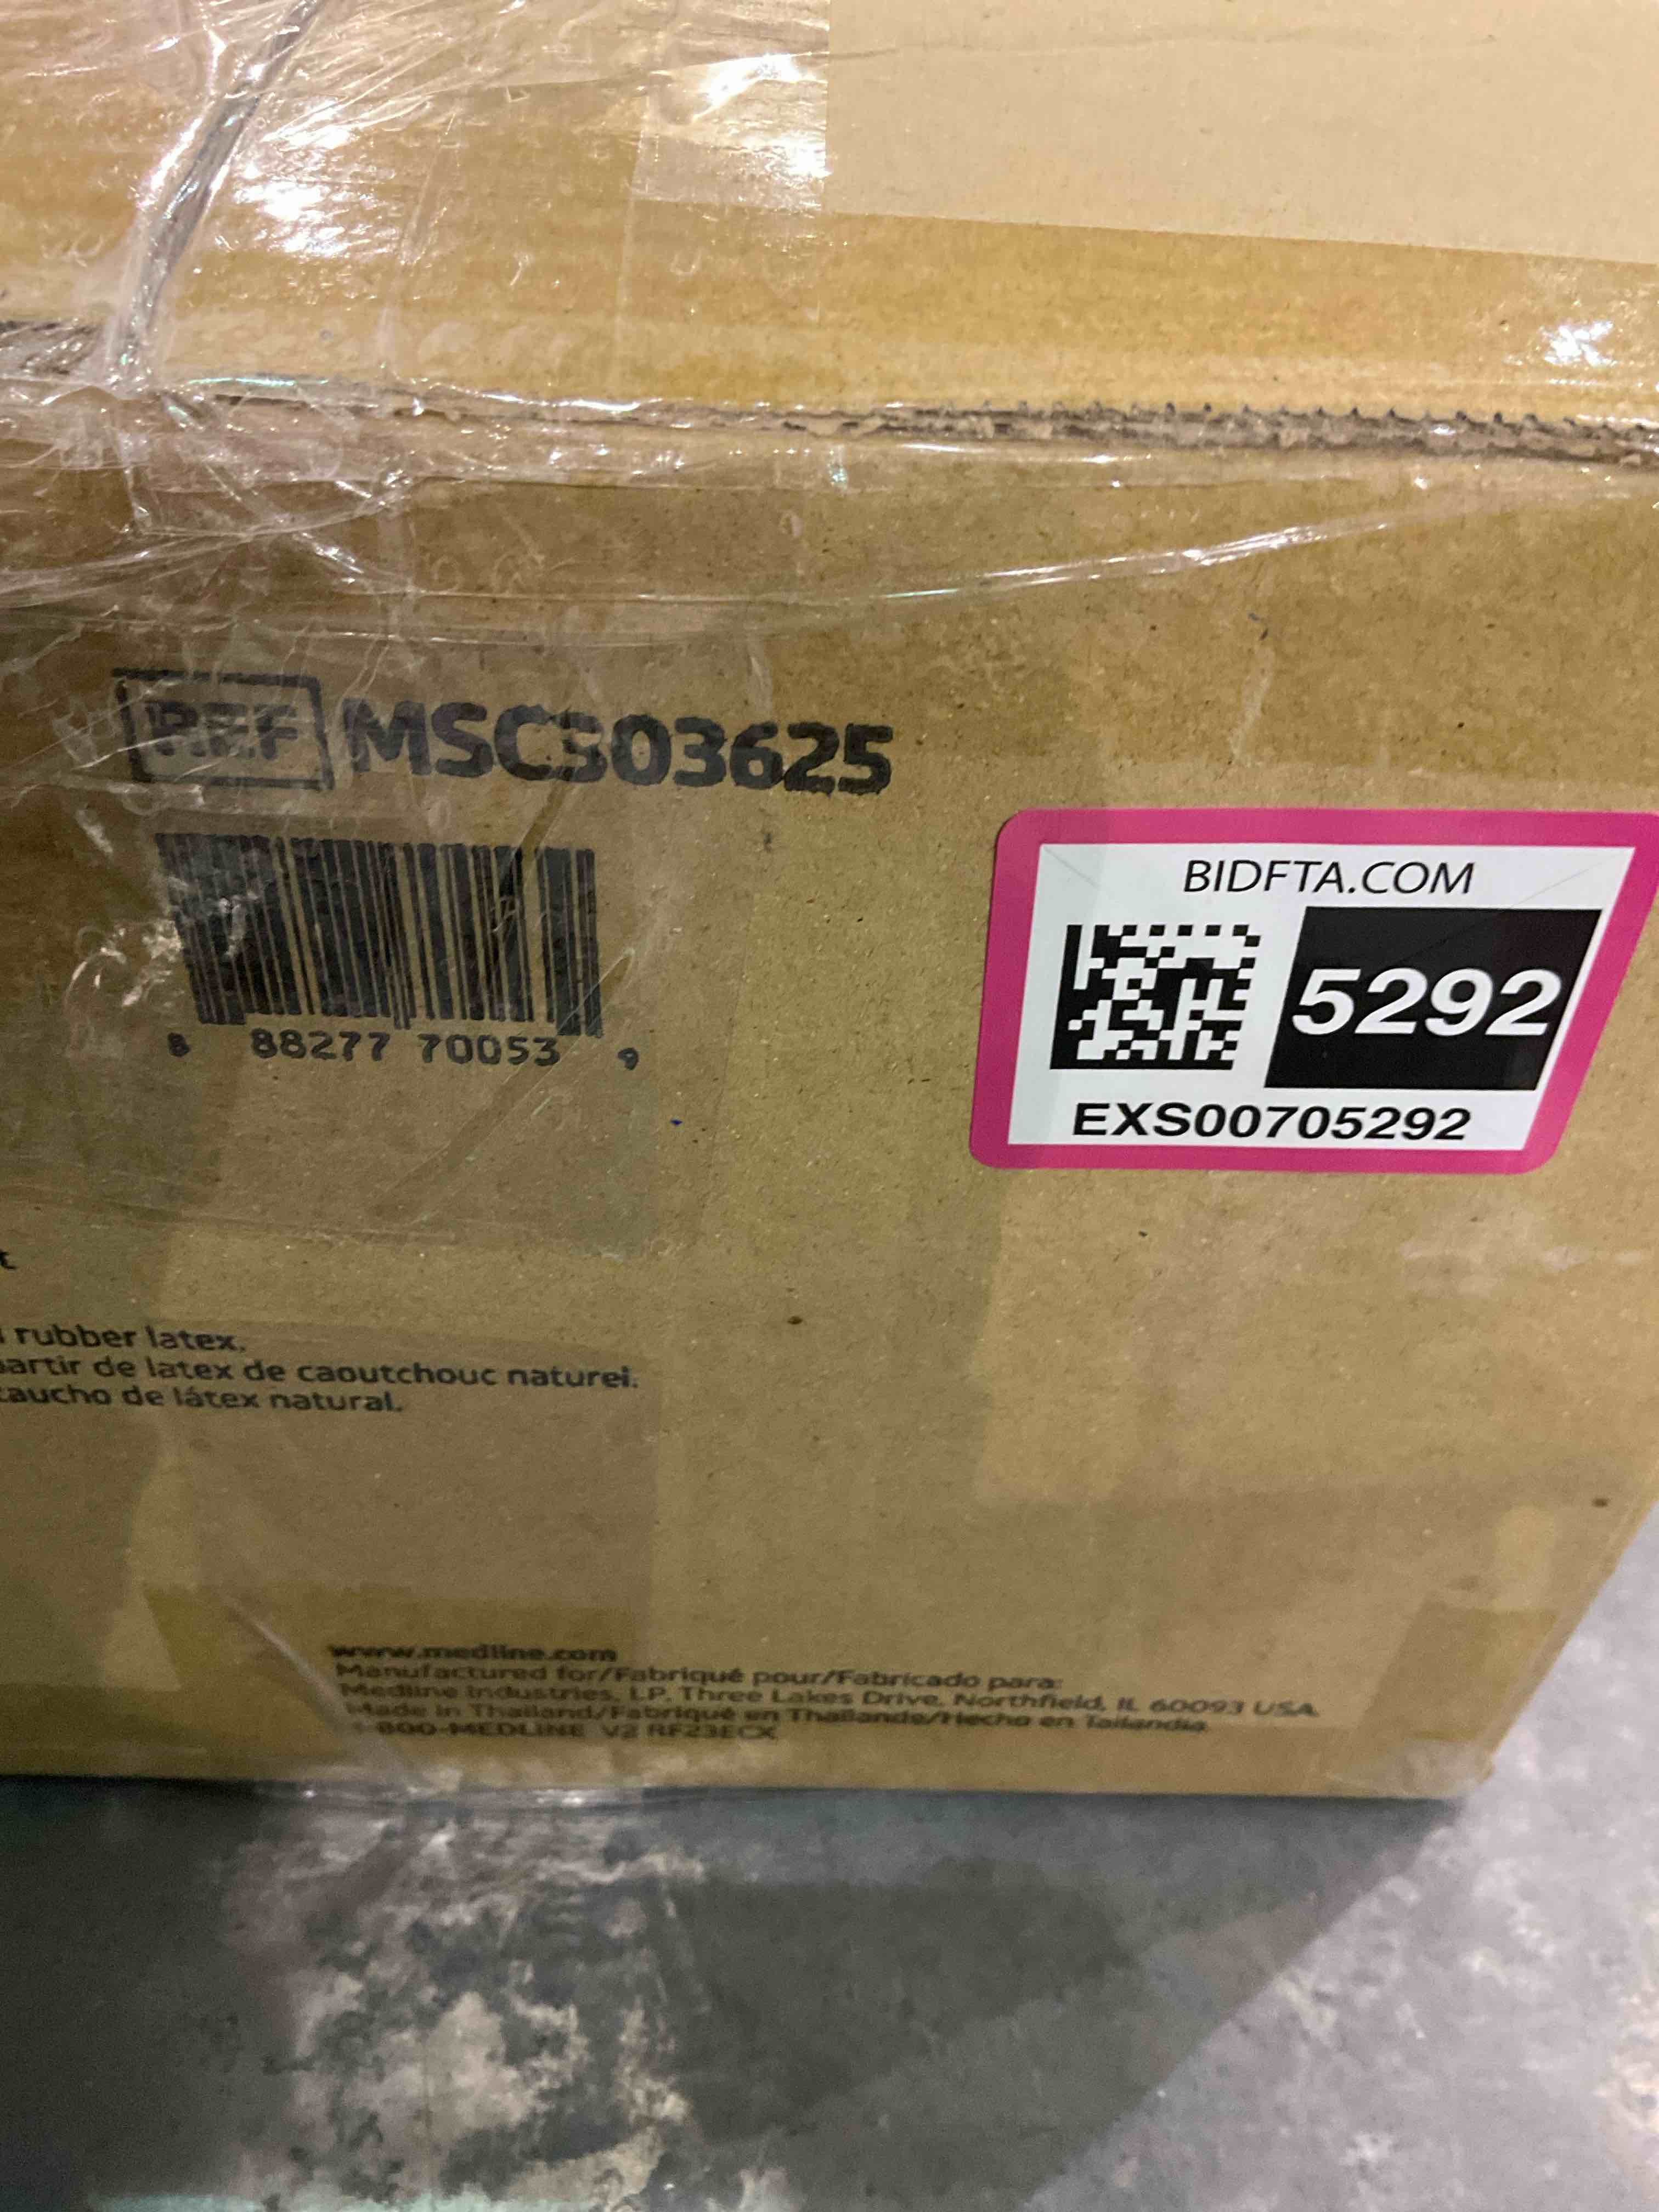 REF MSC303625
8 88277 70053 9
BIDFTA.COM
5292
EXS00705292
t
rubber latex.
partir de latex de caoutchouc naturel.
caucho de látex natural.
www.medline.com
Manufactured for/Fabriqué pour/Fabricado para:
Medline Industries, LP, Three Lakes Drive, Northfield, IL 60093 USA
Made in Thailand/Fabriqué en Thaïlande/Hecho en Tailandia
1-800-MEDLINE V2 RF23ECX